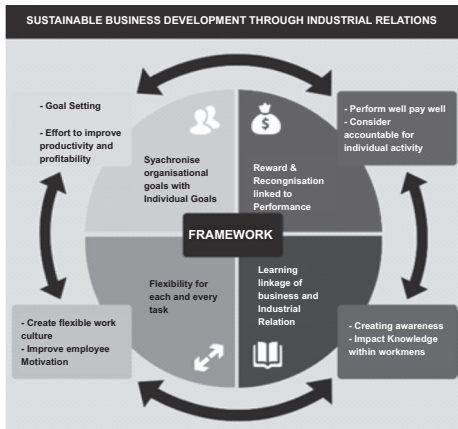 SUSTAINABLE BUSINESS DEVELOPMENT THROUGH INDUSTRIAL RELATIONS
- Goal Setting
- Effort to improve
productivity and
profitability
- Perform well pay well
- Consider
accountable for
individual activity
Syachronise
organisational
goals with
Individual Goals
$
Reward &
Recongnisation
linked to
Performance
FRAMEWORK
Flexibility for
each and every
task
Learning
linkage of
business and
Industrial
Relation
- Create flexible work
culture
- Improve employee
Motivation
- Creating awareness
- Impact Knowledge
within workmens